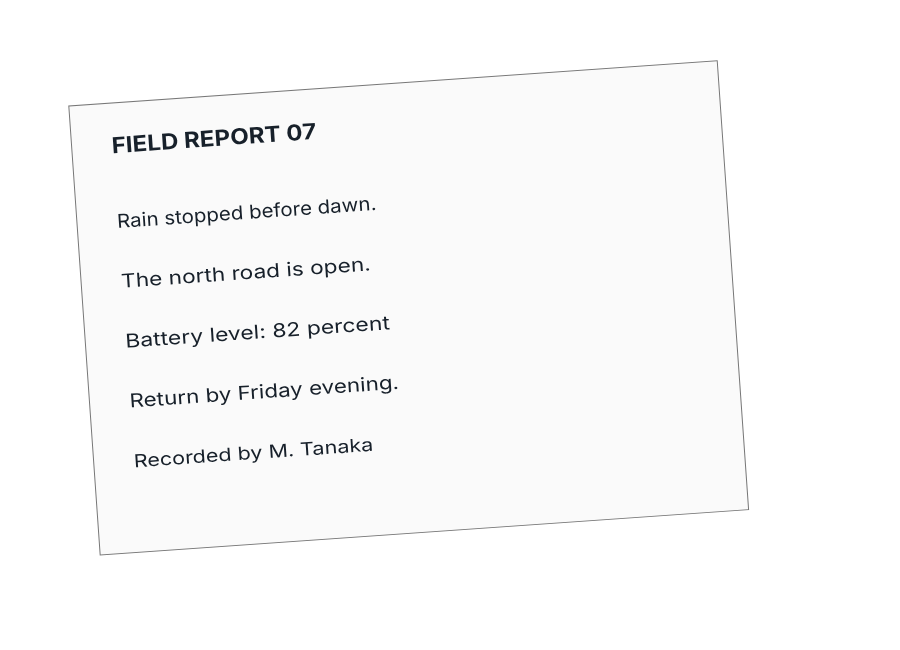 FIELD REPORT 07
Rain stopped before dawn.
The north road is open.
Battery level: 82 percent
Return by Friday evening.
Recorded by M. Tanaka